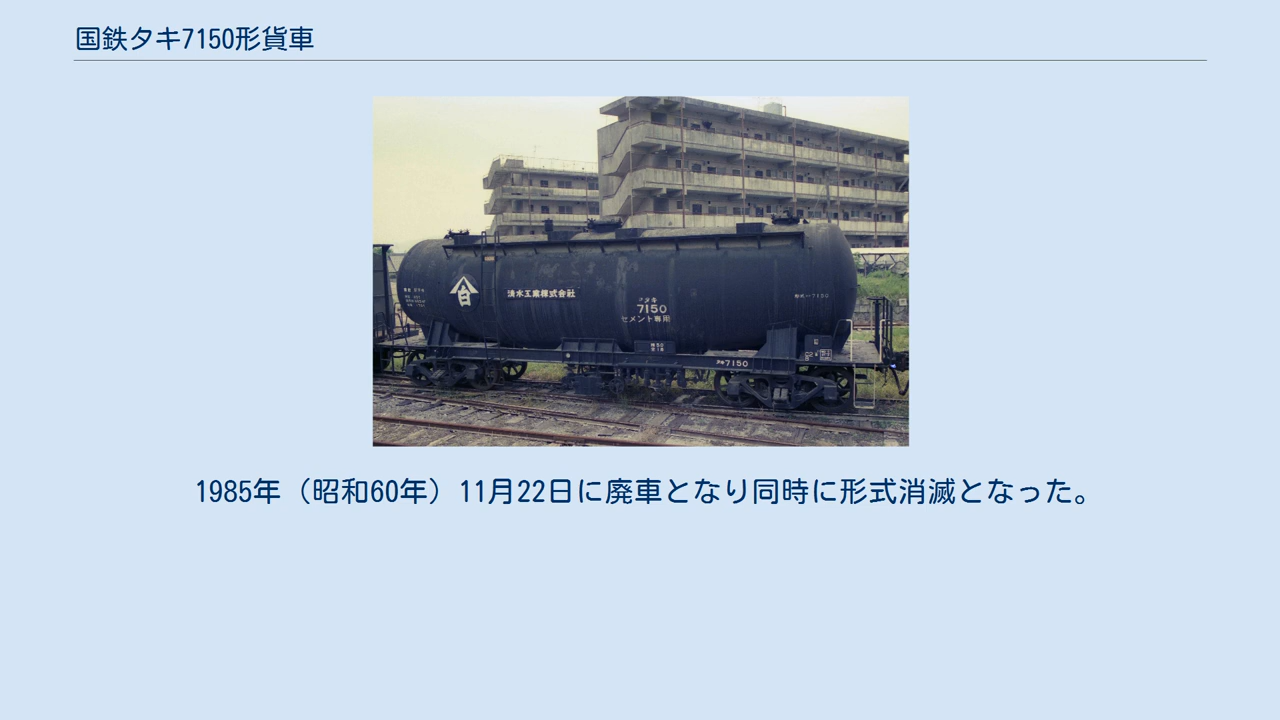 国鉄タキ7150形貨車
清水工業株式会社
タキ
7150
セメント専用
タキ7150
1985年（昭和60年）11月22日に廃車となり同時に形式消滅となった。